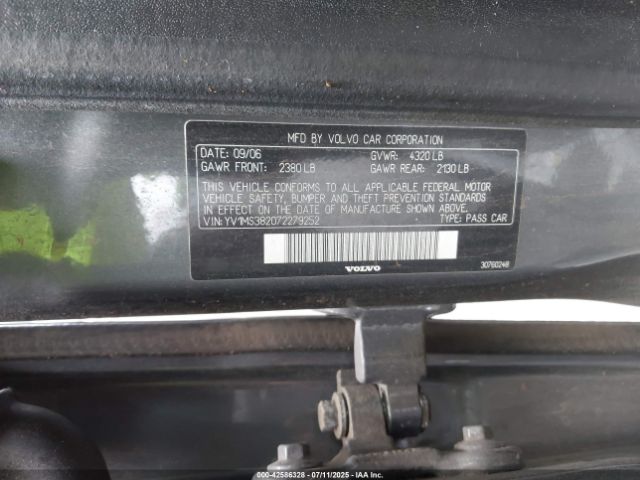 MFD BY VOLVO CAR CORPORATION
DATE: 09/06 GVWR: 4320 LB
GAWR FRONT: 2380 LB GAWR REAR: 2130 LB
THIS VEHICLE CONFORMS TO ALL APPLICABLE FEDERAL MOTOR
VEHICLE SAFETY, BUMPER AND THEFT PREVENTION STANDARDS
IN EFFECT ON THE DATE OF MANUFACTURE SHOWN ABOVE.
VIN: YV1MS382072279252 TYPE: PASS CAR
VOLVO 30760248
000-42586328 - 07/11/2025 - IAA Inc.